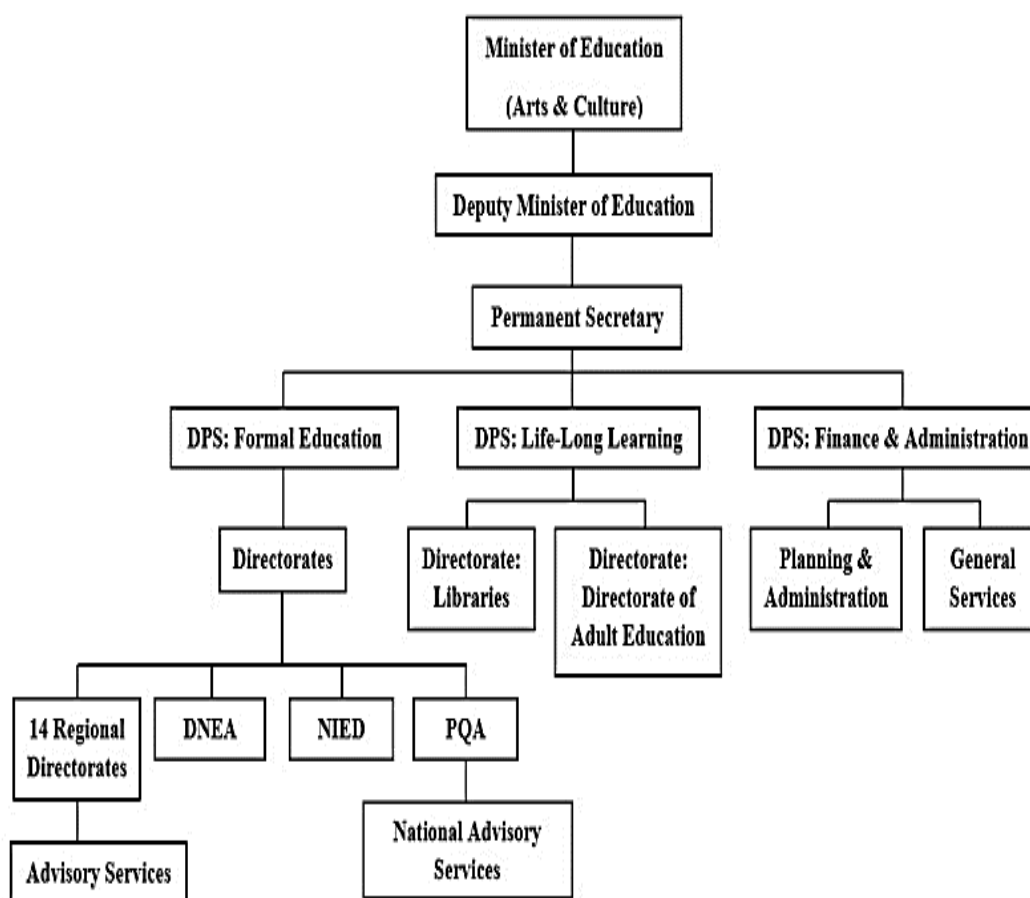 Minister of Education
(Arts & Culture)
Deputy Minister of Education
Permanent Secretary
DPS: Formal Education
DPS: Life-Long Learning
DPS: Finance & Administration
Directorates
Directorate:
Libraries
Directorate:
Directorate of
Adult Education
Planning &
Administration
General
Services
14 Regional
Directorates
DNEA
NIED
PQA
Advisory Services
National Advisory
Services